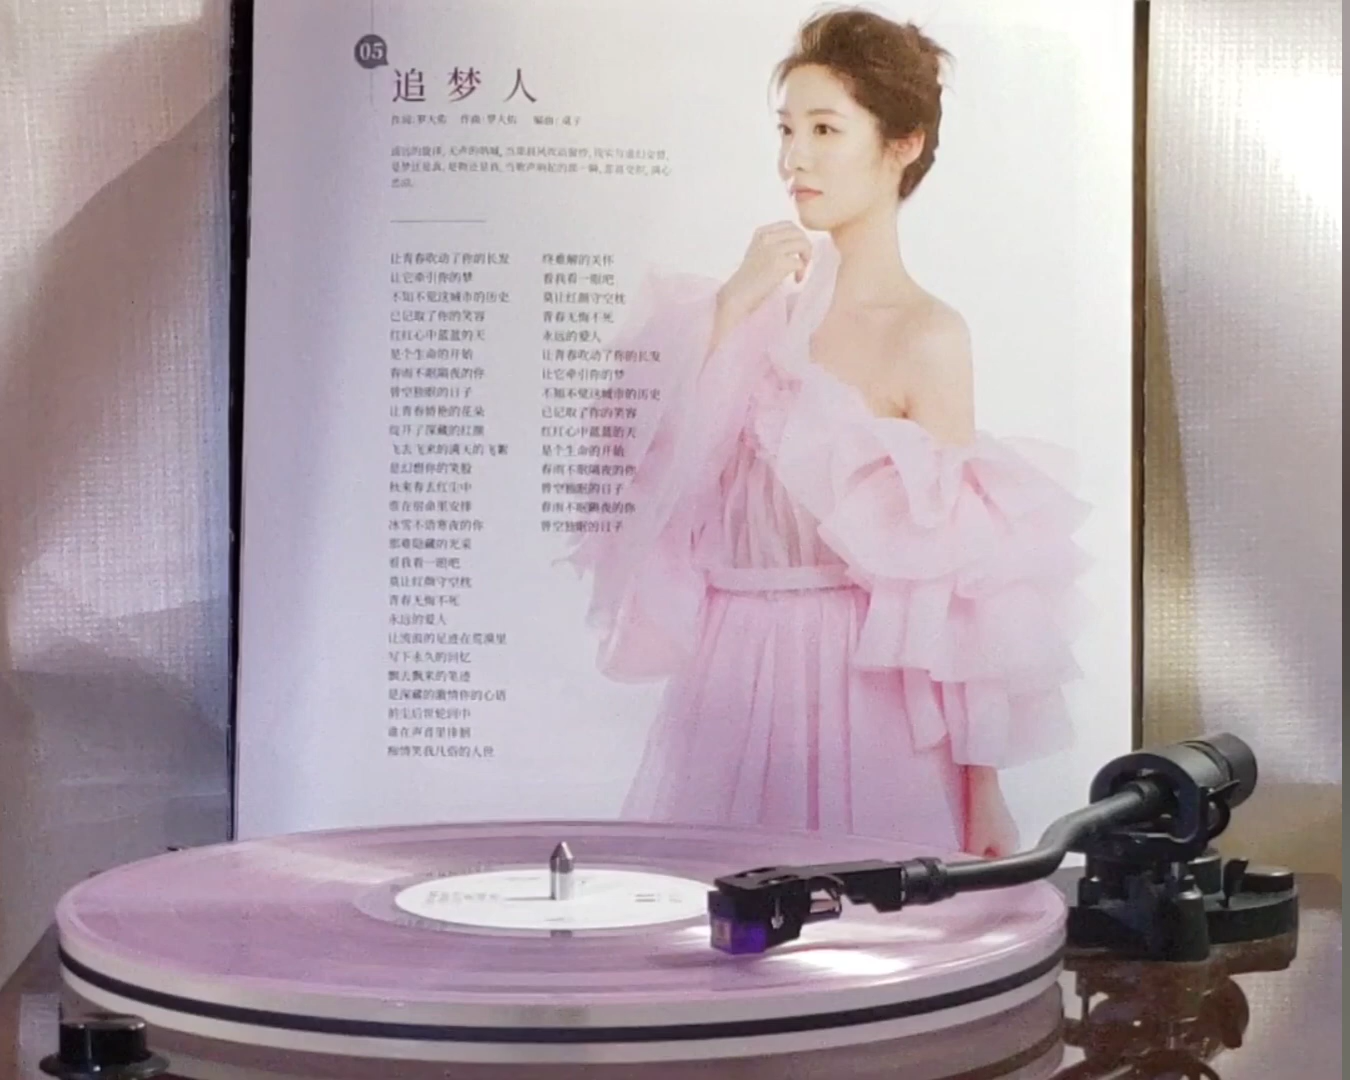 05
追梦人
作词:罗大佑 作曲:罗大佑 编曲:
让青春吹动了你的长发
让它牵引你的梦
不知不觉这城市的历史
已记取了你的笑容
红红心中蓝蓝的天
是个生命的开始
春雨不眠隔夜的你
曾空独眠的日子
让青春娇艳的花朵
绽开了深藏的红颜
飞去飞来的满天的飞絮
是幻想你的笑脸
秋来春去红尘中
谁在宿命里安排
冰雪不语寒夜的你
那难隐藏的光采
看我看一眼吧
莫让红颜守空枕
青春无悔不死
永远的爱人
让流浪的足迹在荒漠里
写下永久的回忆
飘去飘来的笔迹
是深藏的激情你的心语
前尘后世轮回中
谁在声音里徘徊
痴情笑我凡俗的人世
终难解的关怀
看我看一眼吧
莫让红颜守空枕
青春无悔不死
永远的爱人
让青春吹动了你的长发
让它牵引你的梦
不知不觉这城市的历史
已记取了你的笑容
红红心中蓝蓝的天
是个生命的开始
春雨不眠隔夜的你
曾空独眠的日子
春雨不眠隔夜的你
曾空独眠的日子